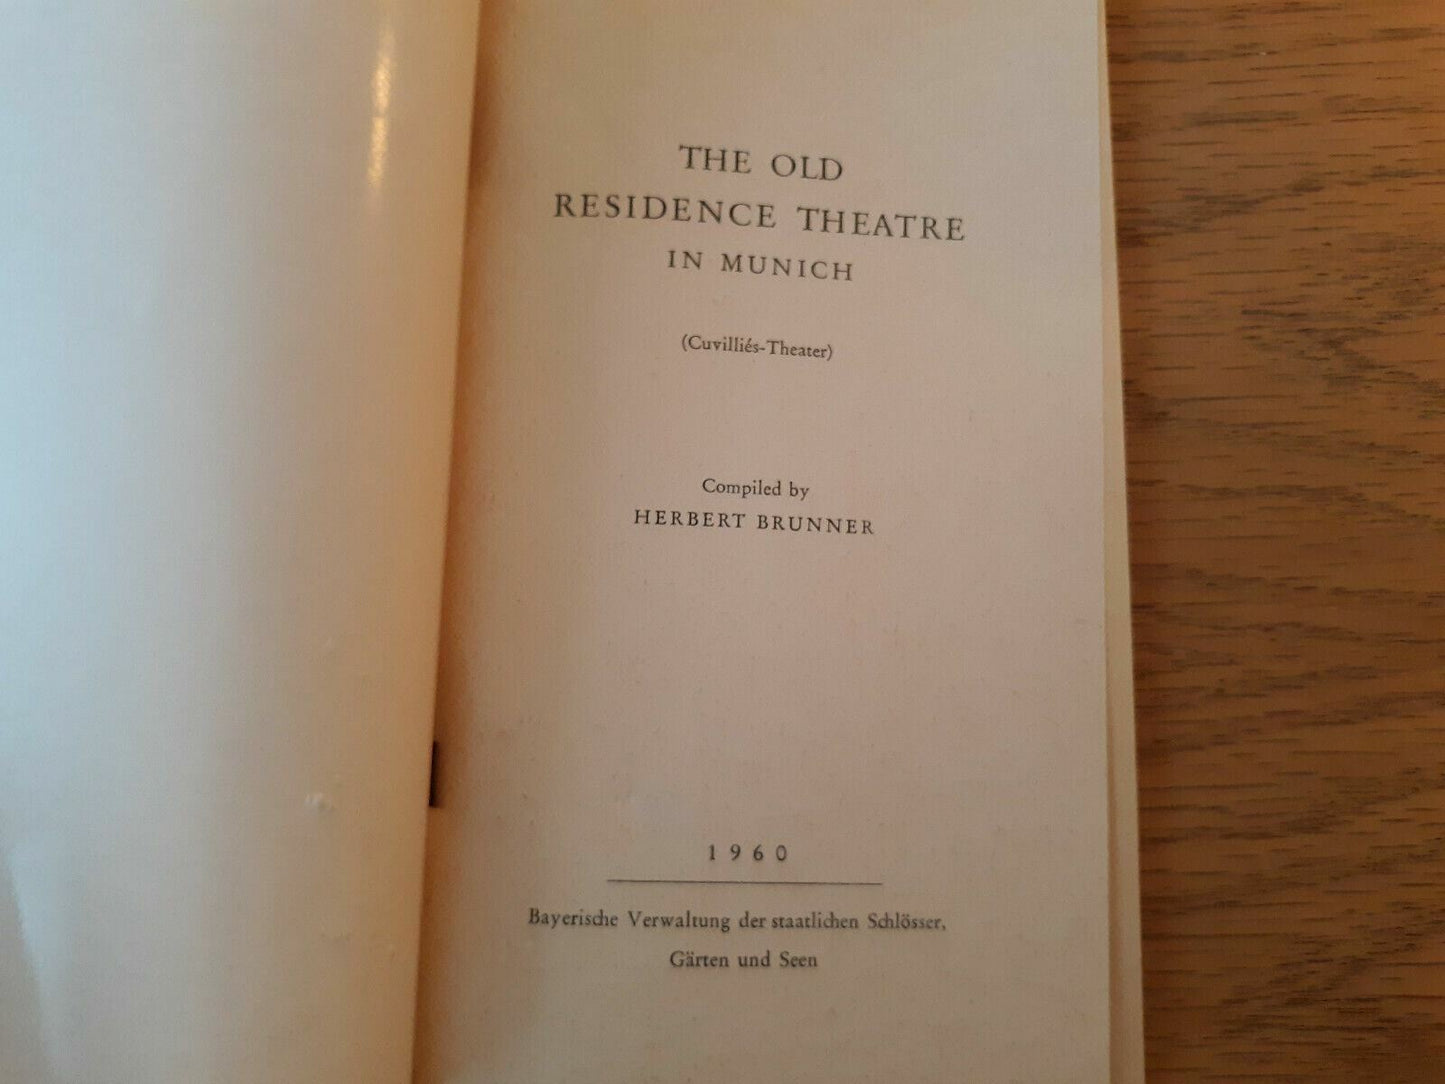 THE OLD
RESIDENCE THEATRE
IN MUNICH
(Cuvilliés-Theater)
Compiled by
HERBERT BRUNNER
1960
Bayerische Verwaltung der staatlichen Schlösser,
Gärten und Seen